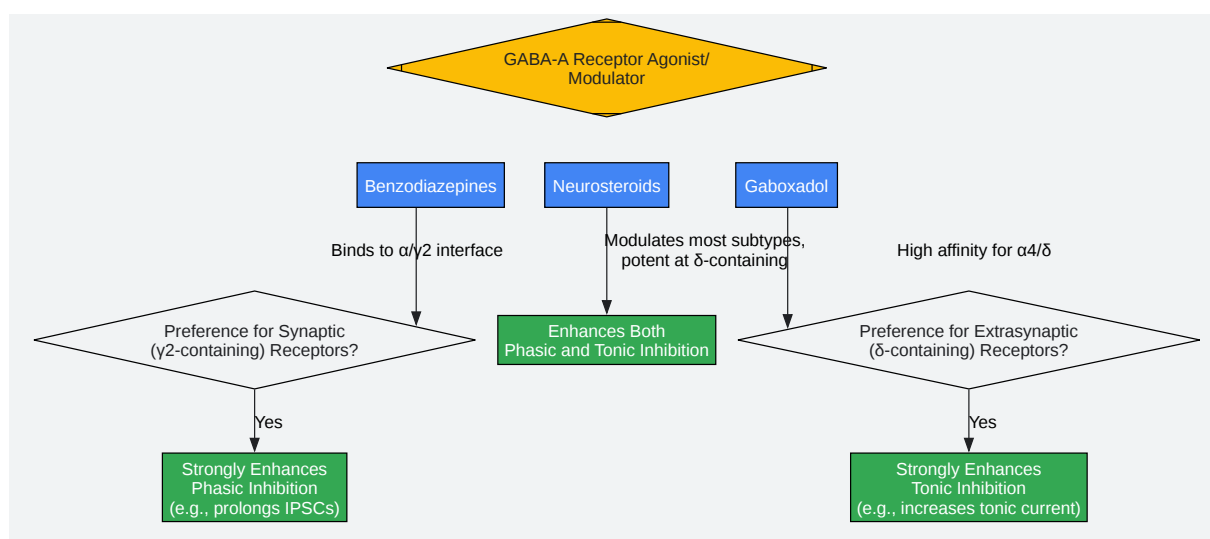 GABA-A Receptor Agonist/
Modulator
Benzodiazepines
Neurosteroids
Gaboxadol
Binds to α/γ2 interface
Modulates most subtypes,
potent at δ-containing
High affinity for α4/δ
Preference for Synaptic
(γ2-containing) Receptors?
Enhances Both
Phasic and Tonic Inhibition
Preference for Extrasynaptic
(δ-containing) Receptors?
Yes
Yes
Strongly Enhances
Phasic Inhibition
(e.g., prolongs IPSCs)
Strongly Enhances
Tonic Inhibition
(e.g., increases tonic current)